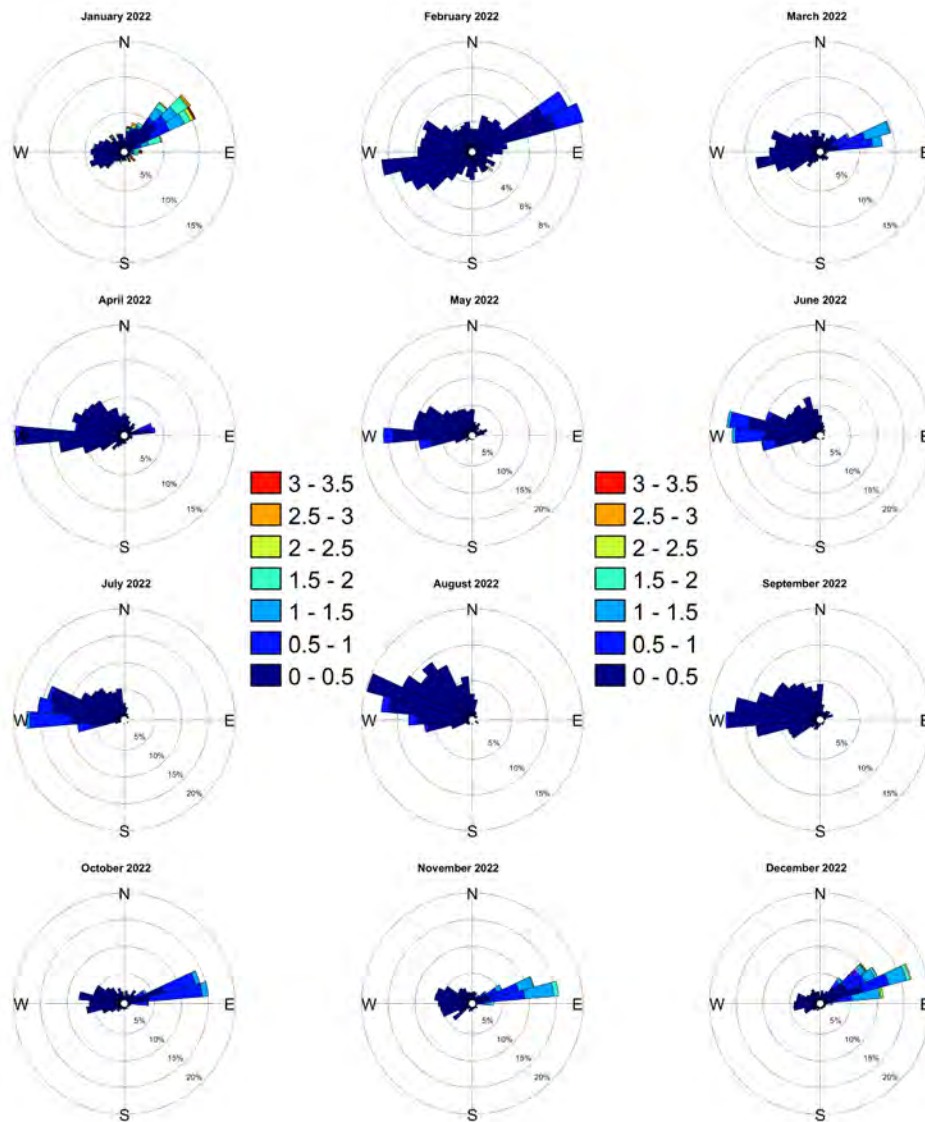 January 2022
February 2022
March 2022
N
N
N
W
E
W
E
W
E
5%
10%
15%
4%
6%
8%
5%
10%
15%
S
S
S
April 2022
May 2022
June 2022
N
N
N
W
E
W
E
W
E
5%
10%
15%
5%
10%
15%
20%
5%
10%
15%
20%
S
S
S
3 - 3.5
2.5 - 3
2 - 2.5
1.5 - 2
1 - 1.5
0.5 - 1
0 - 0.5
3 - 3.5
2.5 - 3
2 - 2.5
1.5 - 2
1 - 1.5
0.5 - 1
0 - 0.5
July 2022
August 2022
September 2022
N
N
N
W
E
W
E
W
E
5%
10%
15%
20%
5%
10%
15%
5%
10%
15%
S
S
S
October 2022
November 2022
December 2022
N
N
N
W
E
W
E
W
E
5%
10%
15%
20%
5%
10%
15%
20%
5%
10%
15%
20%
S
S
S